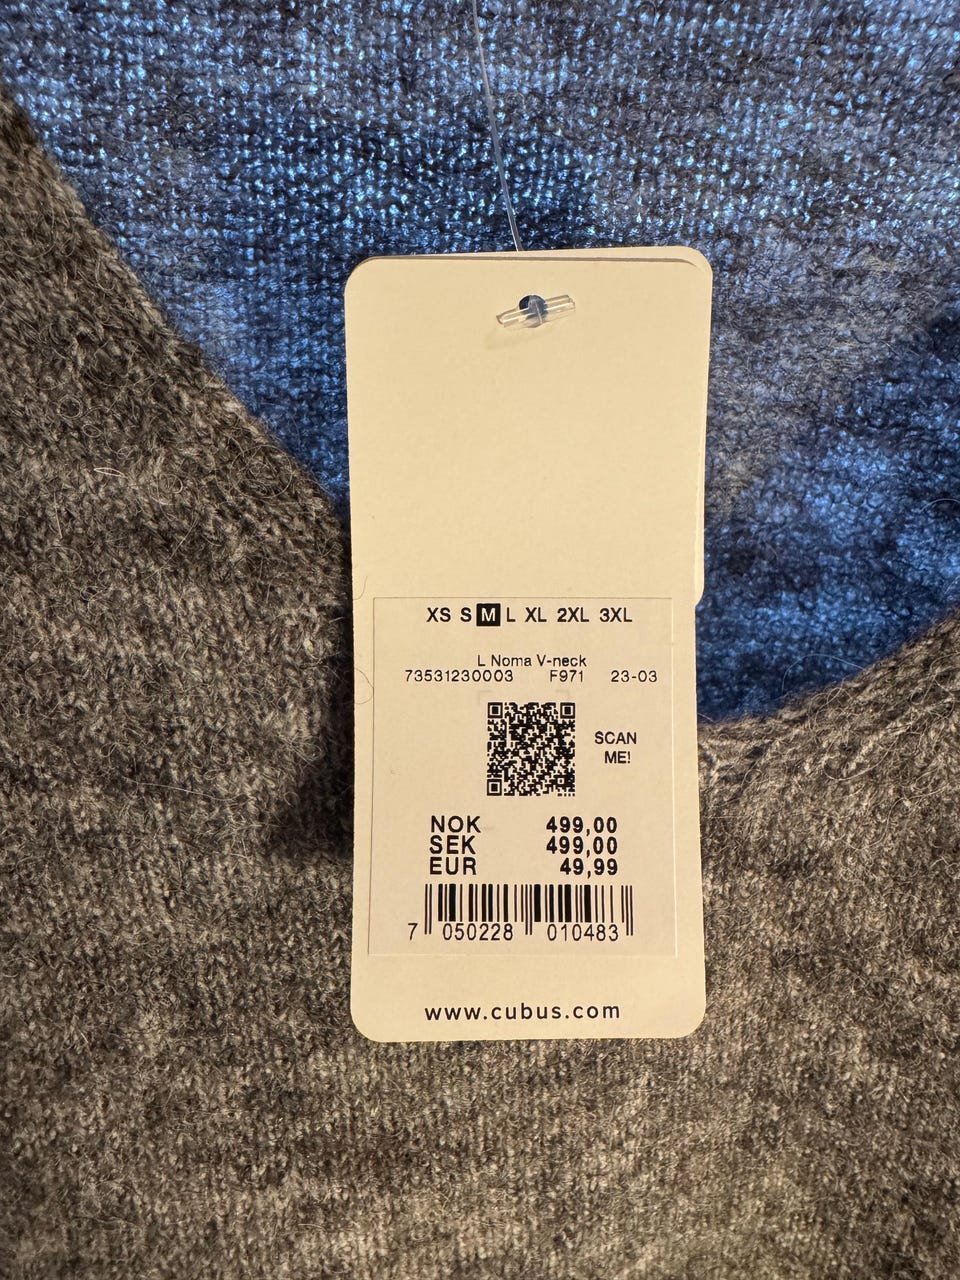 XS S M L XL 2XL 3XL
L Noma V-neck
73531230003 F971 23-03
SCAN
ME!
NOK 499,00
SEK 499,00
EUR 49,99
7 050228 010483
www.cubus.com